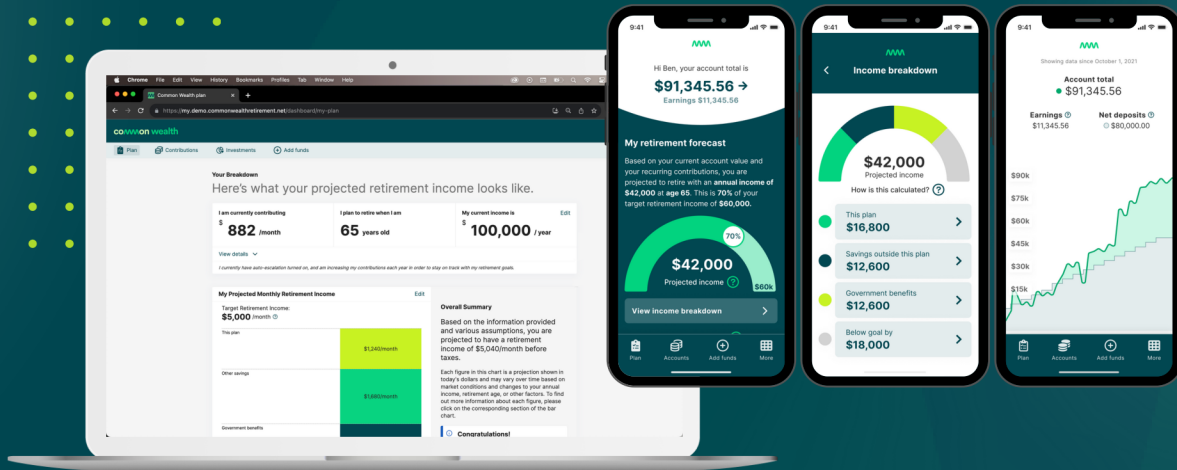 Chrome File Edit View History Bookmarks Profiles Tab Window Help
Common Wealth plan
https://my.demo.commonwealthretirement.net/dashboard/my-plan
common wealth
Plan Contributions Investments Add funds
Your Breakdown
Here's what your projected retirement income looks like.
I am currently contributing
$ 882 /month
I plan to retire when I am
65 years old
My current income is
$ 100,000 / year
Edit
View details
I currently have auto-escalation turned on, and am increasing my contributions each year in order to stay on track with my retirement goals.
My Projected Monthly Retirement Income
Edit
Target Retirement Income:
$5,000 /month
This plan
$1,240/month
Other savings
$1,680/month
Government benefits
Overall Summary
Based on the information provided
and various assumptions, you are
projected to have a retirement
income of $5,040/month before
taxes.
Each figure in this chart is a projection shown in
today's dollars and may vary over time based on
market conditions and changes to your annual
income, retirement age, or other factors. To find
out more information about each figure, please
click on the corresponding section of the bar
chart.
Congratulations!
9:41
Hi Ben, your account total is
$91,345.56 →
Earnings $11,345.56
My retirement forecast
Based on your current account value and
your recurring contributions, you are
projected to retire with an annual income of
$42,000 at age 65. This is 70% of your
target retirement income of $60,000.
70%
$42,000
Projected income ?
$60k
View income breakdown
Plan Accounts Add funds More
9:41
Income breakdown
$42,000
Projected income
How is this calculated? ?
This plan
$16,800
Savings outside this plan
$12,600
Government benefits
$12,600
Below goal by
$18,000
9:41
Showing data since October 1, 2021
Account total
$91,345.56
Earnings
$11,345.56
Net deposits
$80,000.00
$90k
$75k
$60k
$45k
$30k
$15k
Plan Accounts Add funds More